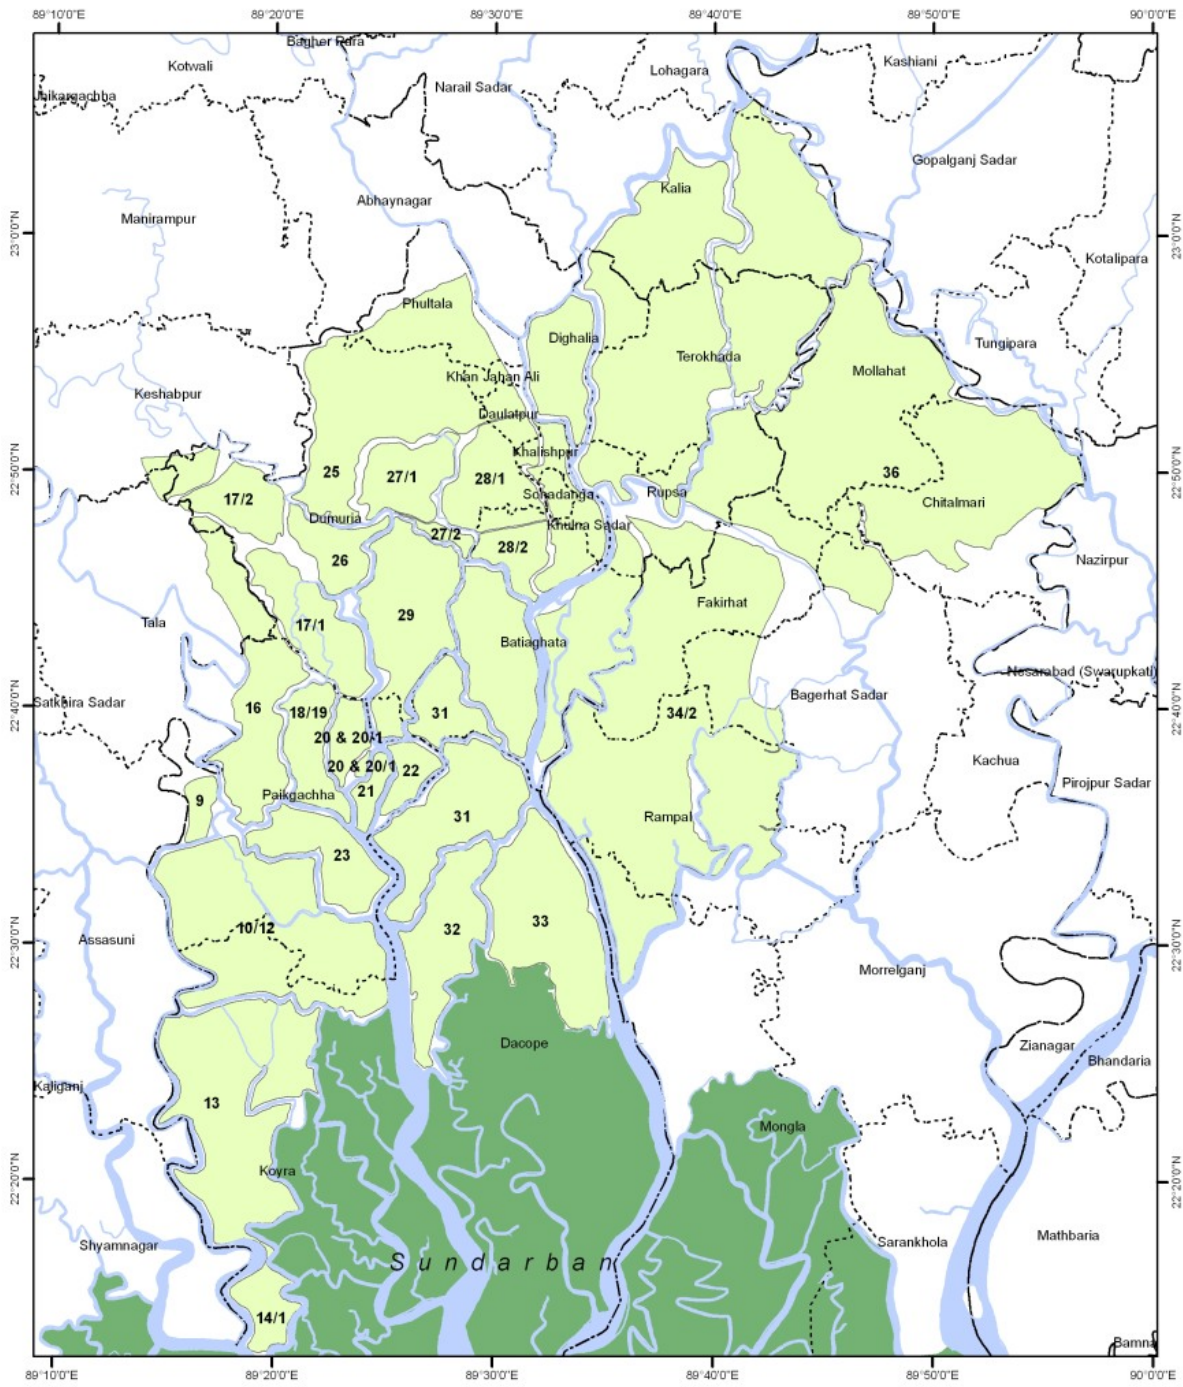 89°10'0"E
89°20'0"E
89°30'0"E
89°40'0"E
89°50'0"E
90°0'0"E
Bagher Para
Kotwali
Lohagara
Kashiani
Narail Sadar
Jhikargachha
Gopalganj Sadar
Kalia
Abhaynagar
Manirampur
23°0'0"N
23°0'0"N
Kotalipara
Phultala
Dighalia
Tungipara
Terokhada
Mollahat
Khan Jahan Ali
Keshabpur
Daulatpur
Khalishpur
22°50'0"N
25
27/1
28/1
36
22°50'0"N
17/2
Sonadanga
Rupsa
Chitalmari
Dumuria
Khulna Sadar
27/2
28/2
26
Nazirpur
Fakirhat
29
Tala
17/1
Batiaghata
Nesarabad (Swarupkati)
Satkhira Sadar
Bagerhat Sadar
22°40'0"N
16
18/19
31
34/2
22°40'0"N
20 & 20/1
Kachua
20 & 20/1
22
Pirojpur Sadar
9
Paikgachha
21
31
Rampal
23
33
10/12
32
Assasuni
22°30'0"N
22°30'0"N
Morrelganj
Dacope
Zianagar
Bhandaria
Kaliganj
13
Mongla
Koyra
22°20'0"N
22°20'0"N
Mathbaria
Shyamnagar
Sarankhola
Sundarban
14/1
Bamna
89°10'0"E
89°20'0"E
89°30'0"E
89°40'0"E
89°50'0"E
90°0'0"E